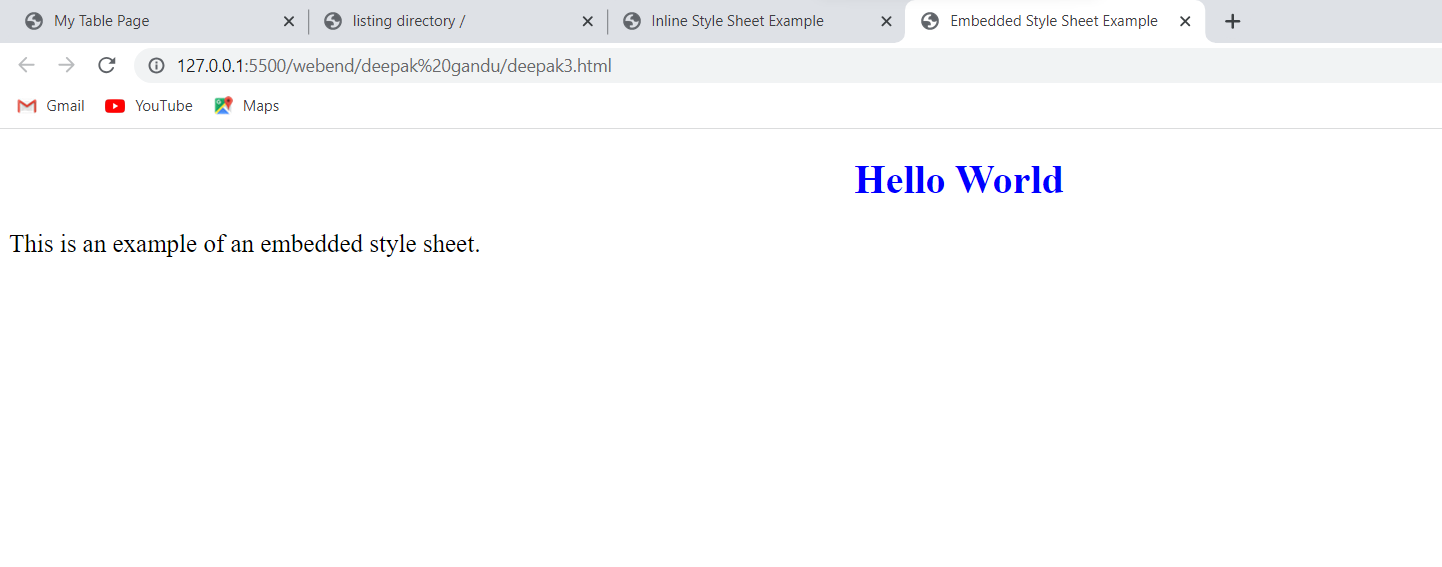 My Table Page
listing directory /
Inline Style Sheet Example
Embedded Style Sheet Example
127.0.0.1:5500/webend/deepak%20gandu/deepak3.html
Gmail YouTube Maps
Hello World
This is an example of an embedded style sheet.